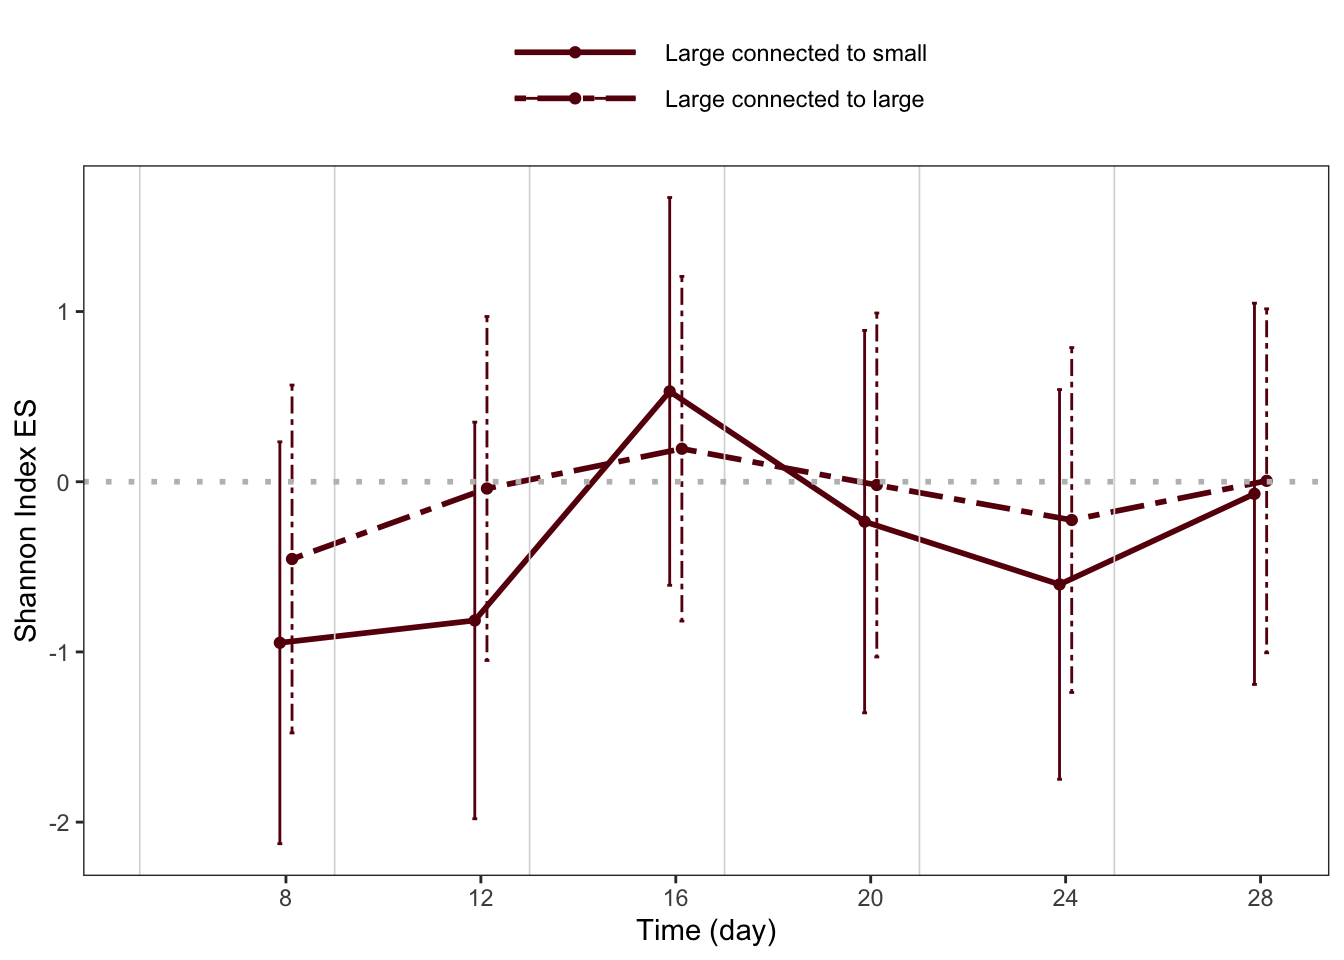 Large connected to small
Large connected to large
Shannon Index ES
1
0
-1
-2
8 12 16 20 24 28
Time (day)